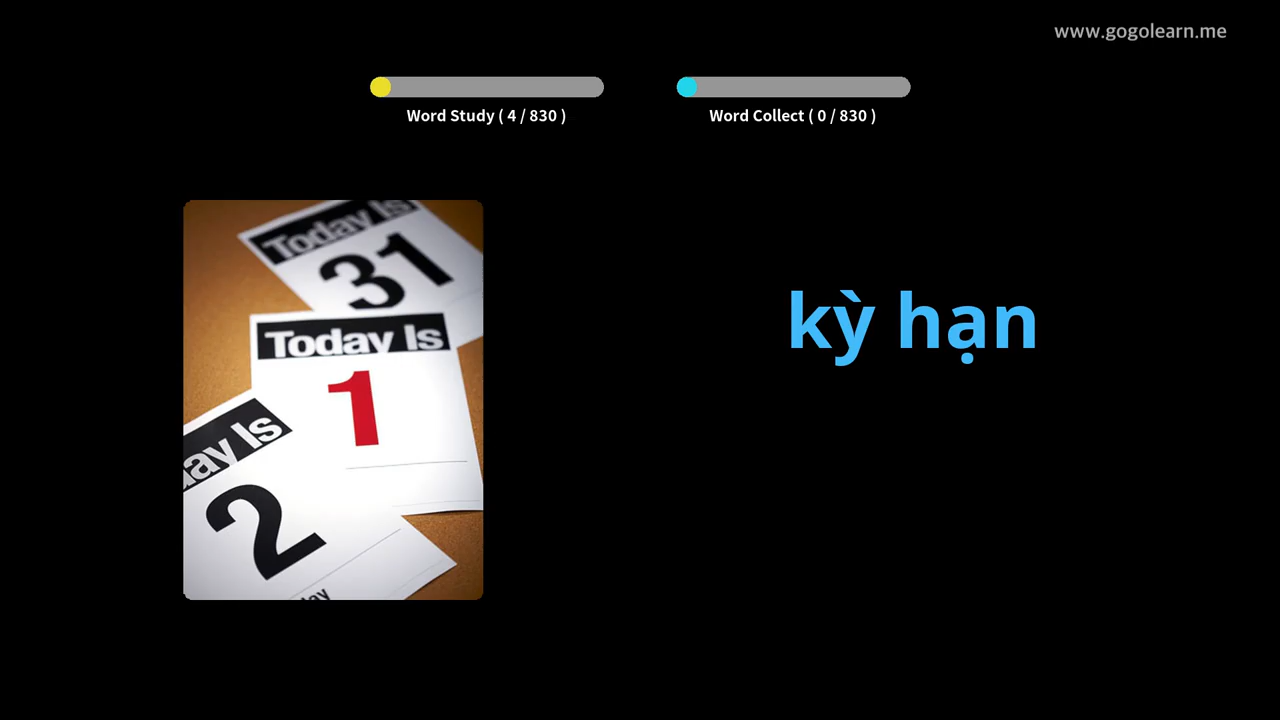 www.gogolearn.me
Word Study ( 4 / 830 )
Word Collect ( 0 / 830 )
Today Is
31
Today Is
1
kỳ hạn
ay Is
2
ay